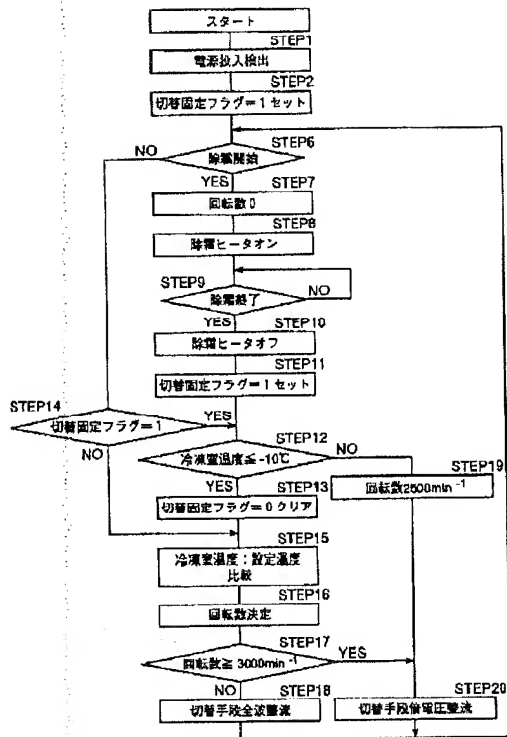 スタート
STEP1
電源投入検出
STEP2
切替固定フラグ=1 セット
STEP6
除霜開始
NO
YES
STEP7
回転数 0
STEP8
除霜ヒータオン
STEP9
除霜終了
NO
YES
STEP10
除霜ヒータオフ
STEP11
切替固定フラグ=1 セット
STEP14
切替固定フラグ=1
YES
NO
STEP12
冷凍室温度≦ -10℃
NO
YES
STEP13
切替固定フラグ=0 クリア
STEP19
回転数2500min⁻¹
STEP15
冷凍室温度:設定温度
比較
STEP16
回転数決定
STEP17
回転数≧ 3000min⁻¹
YES
NO
STEP18
切替手段全波整流
STEP20
切替手段倍電圧整流